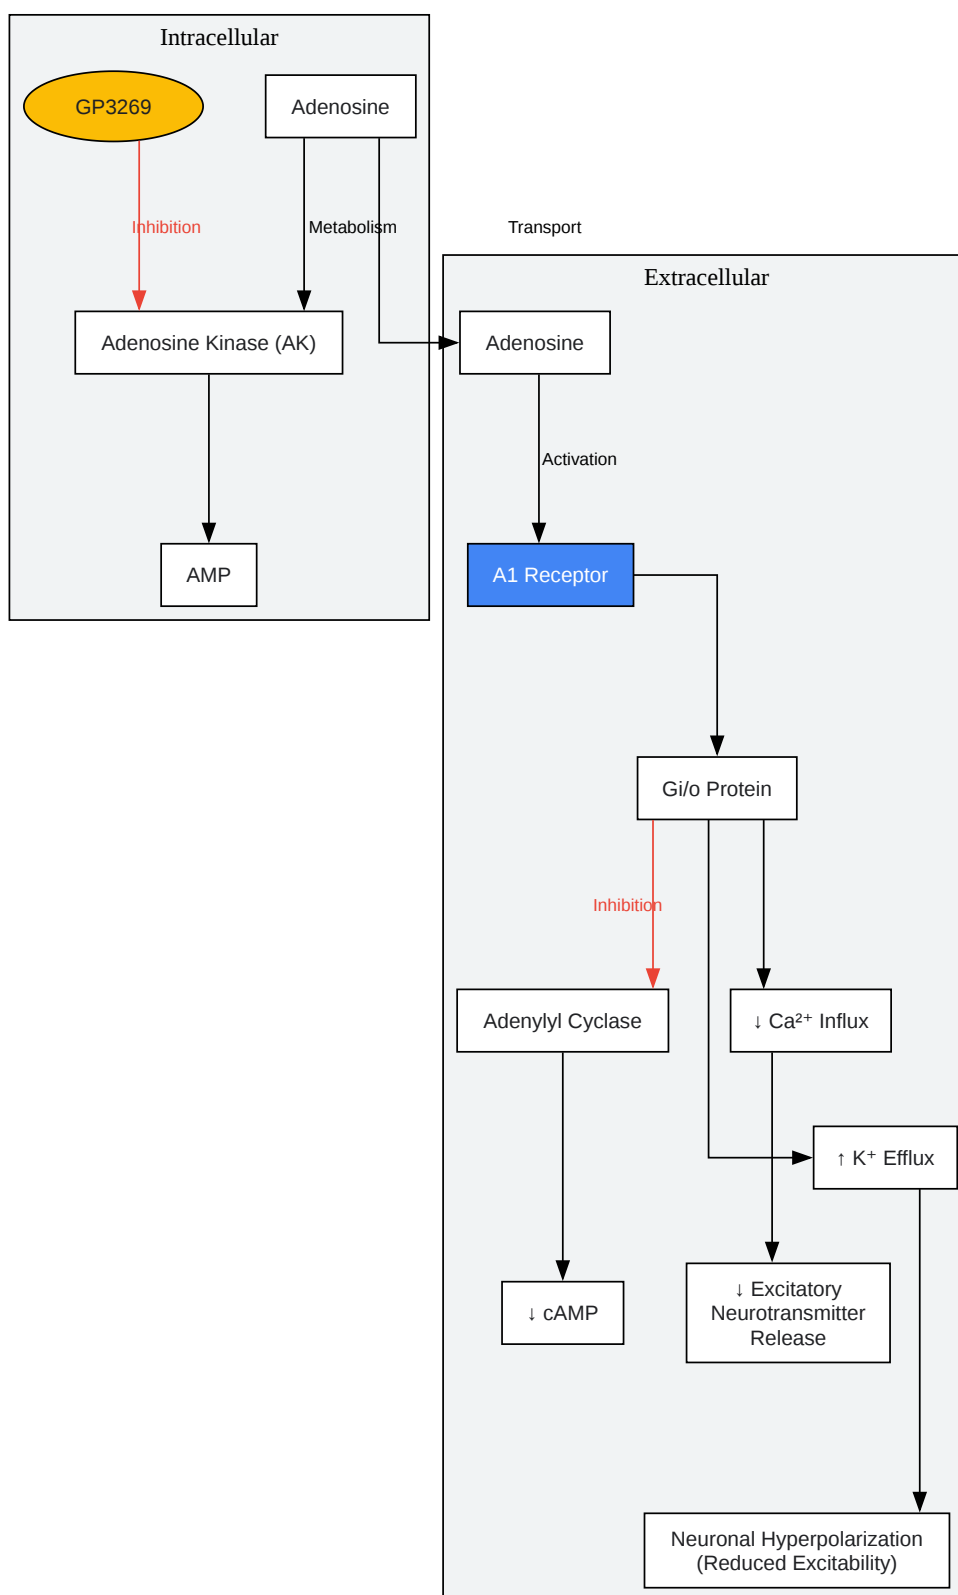 Intracellular
GP3269
Adenosine
Inhibition
Metabolism
Transport
Extracellular
Adenosine Kinase (AK)
Adenosine
Activation
AMP
A1 Receptor
Gi/o Protein
Inhibition
Adenylyl Cyclase
↓ Ca²⁺ Influx
↑ K⁺ Efflux
↓ cAMP
↓ Excitatory
Neurotransmitter
Release
Neuronal Hyperpolarization
(Reduced Excitability)